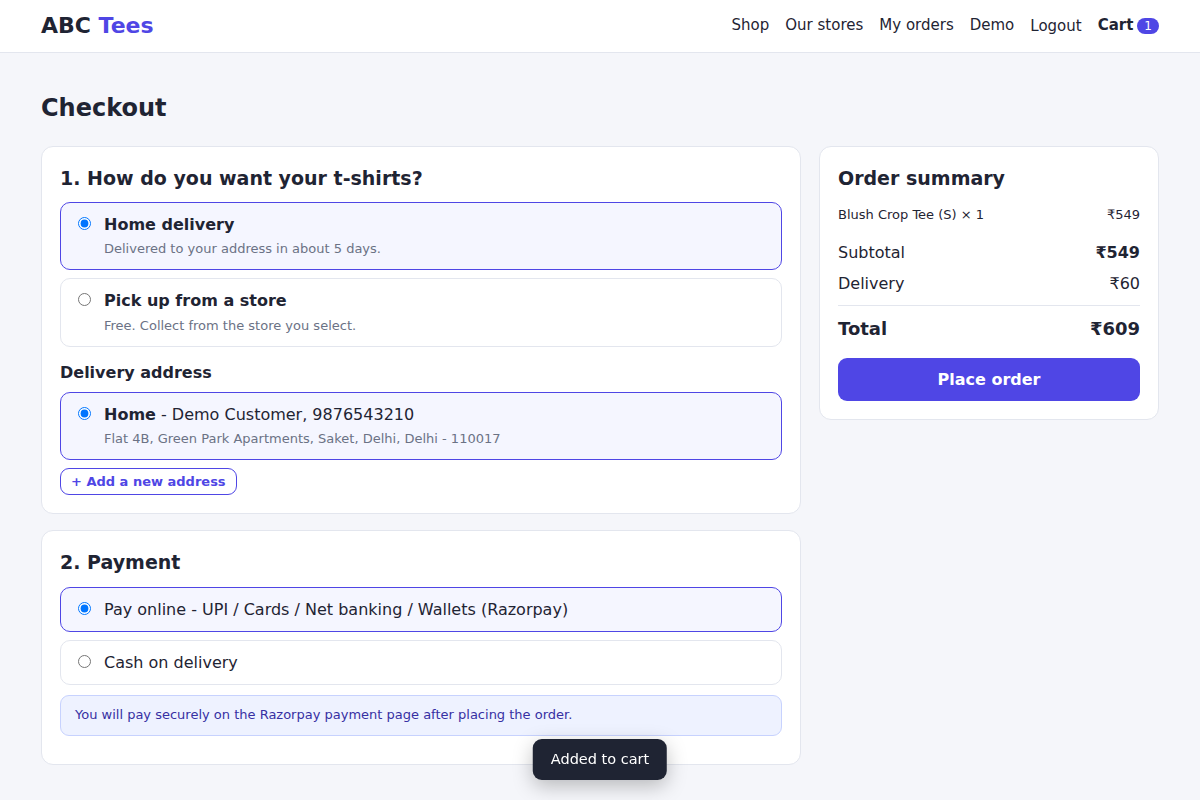 ABC Tees
Shop Our stores My orders Demo Logout Cart 1
Checkout
1. How do you want your t-shirts?
Home delivery
Delivered to your address in about 5 days.
Pick up from a store
Free. Collect from the store you select.
Delivery address
Home - Demo Customer, 9876543210
Flat 4B, Green Park Apartments, Saket, Delhi, Delhi - 110017
+ Add a new address
2. Payment
Pay online - UPI / Cards / Net banking / Wallets (Razorpay)
Cash on delivery
You will pay securely on the Razorpay payment page after placing the order.
Order summary
Blush Crop Tee (S) × 1 ₹549
Subtotal ₹549
Delivery ₹60
Total ₹609
Place order
Added to cart